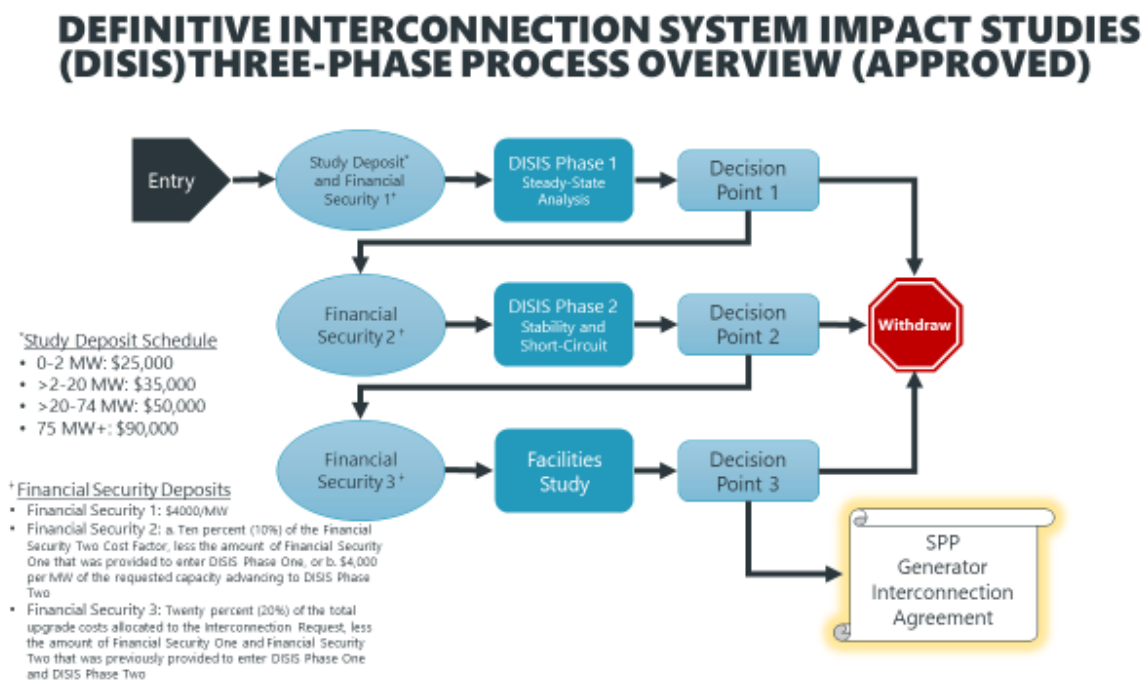 DEFINITIVE INTERCONNECTION SYSTEM IMPACT STUDIES
(DISIS)THREE-PHASE PROCESS OVERVIEW (APPROVED)
Entry
Study Deposit*
and Financial
Security 1†
DISIS Phase 1
Steady-State
Analysis
Decision
Point 1
Financial
Security 2 †
DISIS Phase 2
Stability and
Short-Circuit
Decision
Point 2
Withdraw
*Study Deposit Schedule
• 0-2 MW: $25,000
• >2-20 MW: $35,000
• >20-74 MW: $50,000
• 75 MW+: $90,000
Financial
Security 3 †
Facilities
Study
Decision
Point 3
† Financial Security Deposits
• Financial Security 1: $4000/MW
• Financial Security 2: a. Ten percent (10%) of the Financial
Security Two Cost Factor, less the amount of Financial Security
One that was provided to enter DISIS Phase One, or b. $4,000
per MW of the requested capacity advancing to DISIS Phase
Two
• Financial Security 3: Twenty percent (20%) of the total
upgrade costs allocated to the Interconnection Request, less
the amount of Financial Security One and Financial Security
Two that was previously provided to enter DISIS Phase One
and DISIS Phase Two
SPP
Generator
Interconnection
Agreement